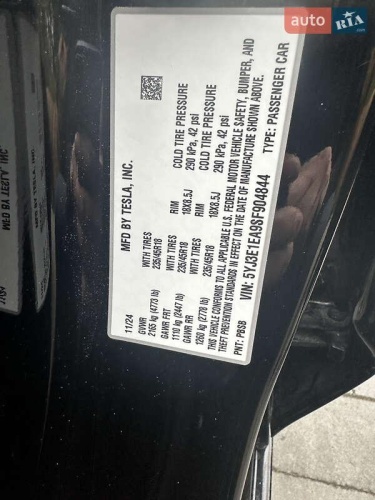 auto RIA.com
MFD BY TESLA, INC.
11/24
GVWR
2165 kg (4773 lb)
GAWR FRT WITH TIRES RIM COLD TIRE PRESSURE
1110 kg (2447 lb) 235/45R18 18X8.5J 290 kPa, 42 psi
GAWR RR WITH TIRES RIM COLD TIRE PRESSURE
1260 kg (2778 lb) 235/45R18 18X8.5J 290 kPa, 42 psi
THIS VEHICLE CONFORMS TO ALL APPLICABLE U.S. FEDERAL MOTOR VEHICLE SAFETY, BUMPER, AND
THEFT PREVENTION STANDARDS IN EFFECT ON THE DATE OF MANUFACTURE SHOWN ABOVE.
VIN: 5YJ3E1EA9SF904844
PNT: PBSB TYPE: PASSENGER CAR